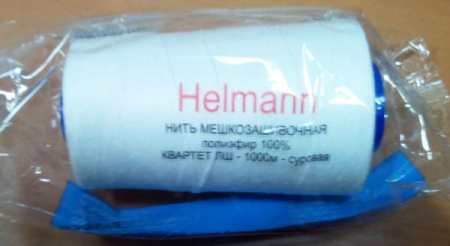 Helmann
НИТЬ МЕШКОЗАШИВОЧНАЯ
полиэфир 100%
КВАРТЕТ ЛШ - 1000м - суровая